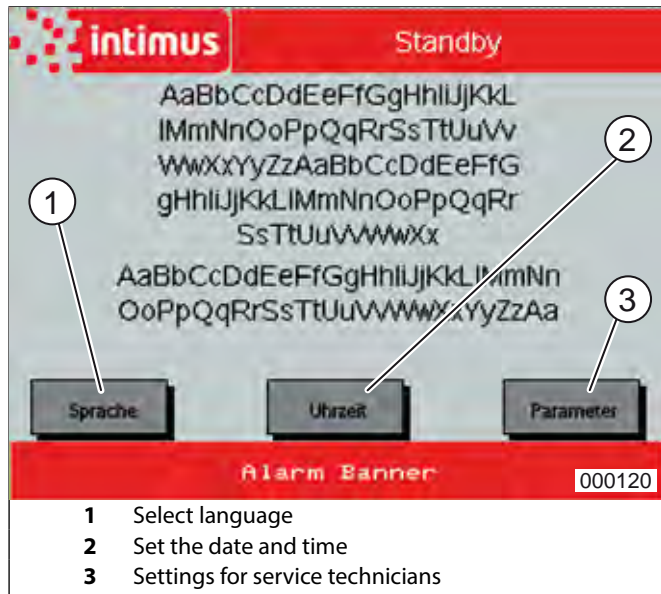 intimus
Standby
AaBbCcDdEeFfGgHhIiJjKkL
lMmNnOoPpQqRrSsTtUuVv
WwXxYyZzAaBbCcDdEeFfG
gHhIiJjKkLlMmNnOoPpQqRr
SsTtUuVvWwXx
AaBbCcDdEeFfGgHhIiJjKkLlMmNn
OoPpQqRrSsTtUuVvWwXxYyZzAa
1
2
3
Sprache
Uhrzeit
Parameter
Alarm Banner
000120
1 Select language
2 Set the date and time
3 Settings for service technicians